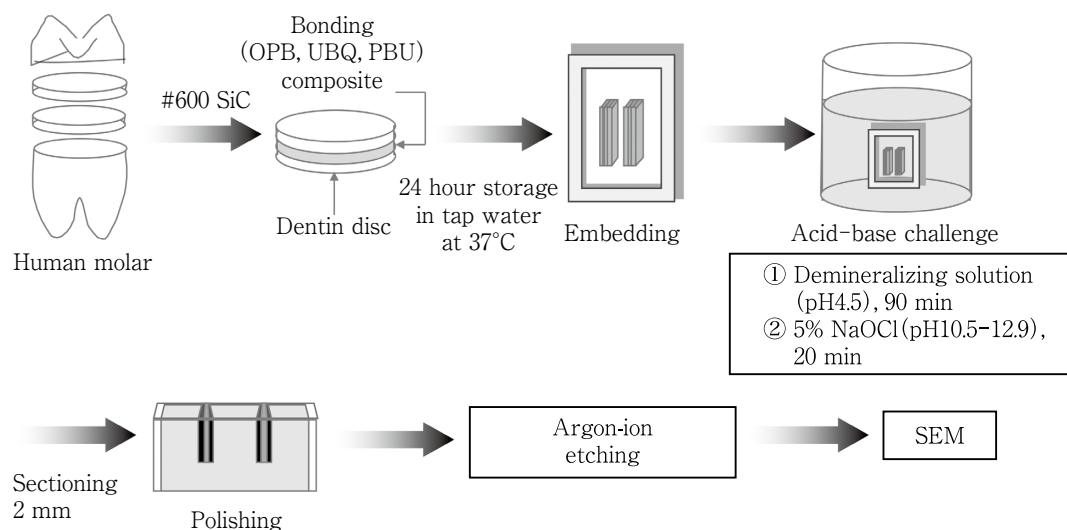 Bonding
(OPB, UBQ, PBU)
composite
#600 SiC
Dentin disc
Human molar
24 hour storage
in tap water
at 37°C
Embedding
Acid-base challenge
① Demineralizing solution
(pH4.5), 90 min
② 5% NaOCl(pH10.5-12.9),
20 min
Sectioning
2 mm
Polishing
Argon-ion
etching
SEM